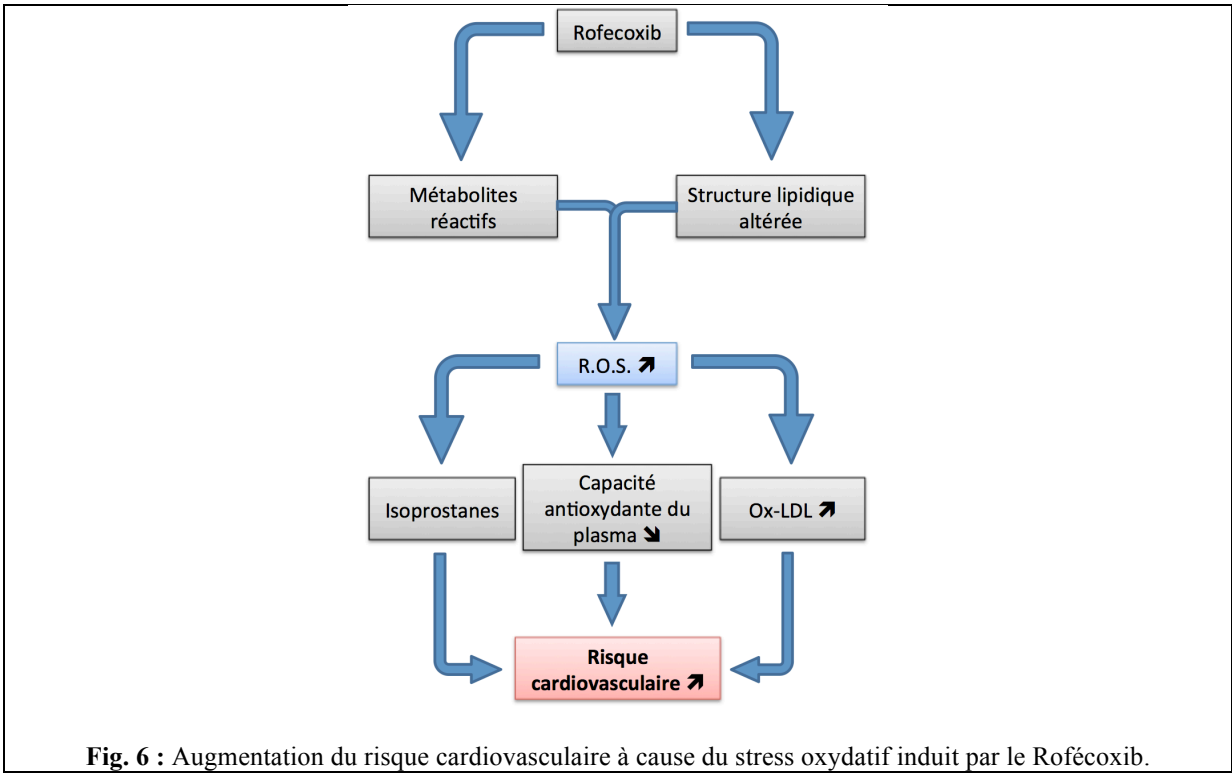 Rofecoxib
Métabolites
réactifs
Structure lipidique
altérée
R.O.S. ↗
Isoprostanes
Capacité
antioxydante du
plasma ↘
Ox-LDL ↗
Risque
cardiovasculaire ↗
Fig. 6 : Augmentation du risque cardiovasculaire à cause du stress oxydatif induit par le Rofécoxib.